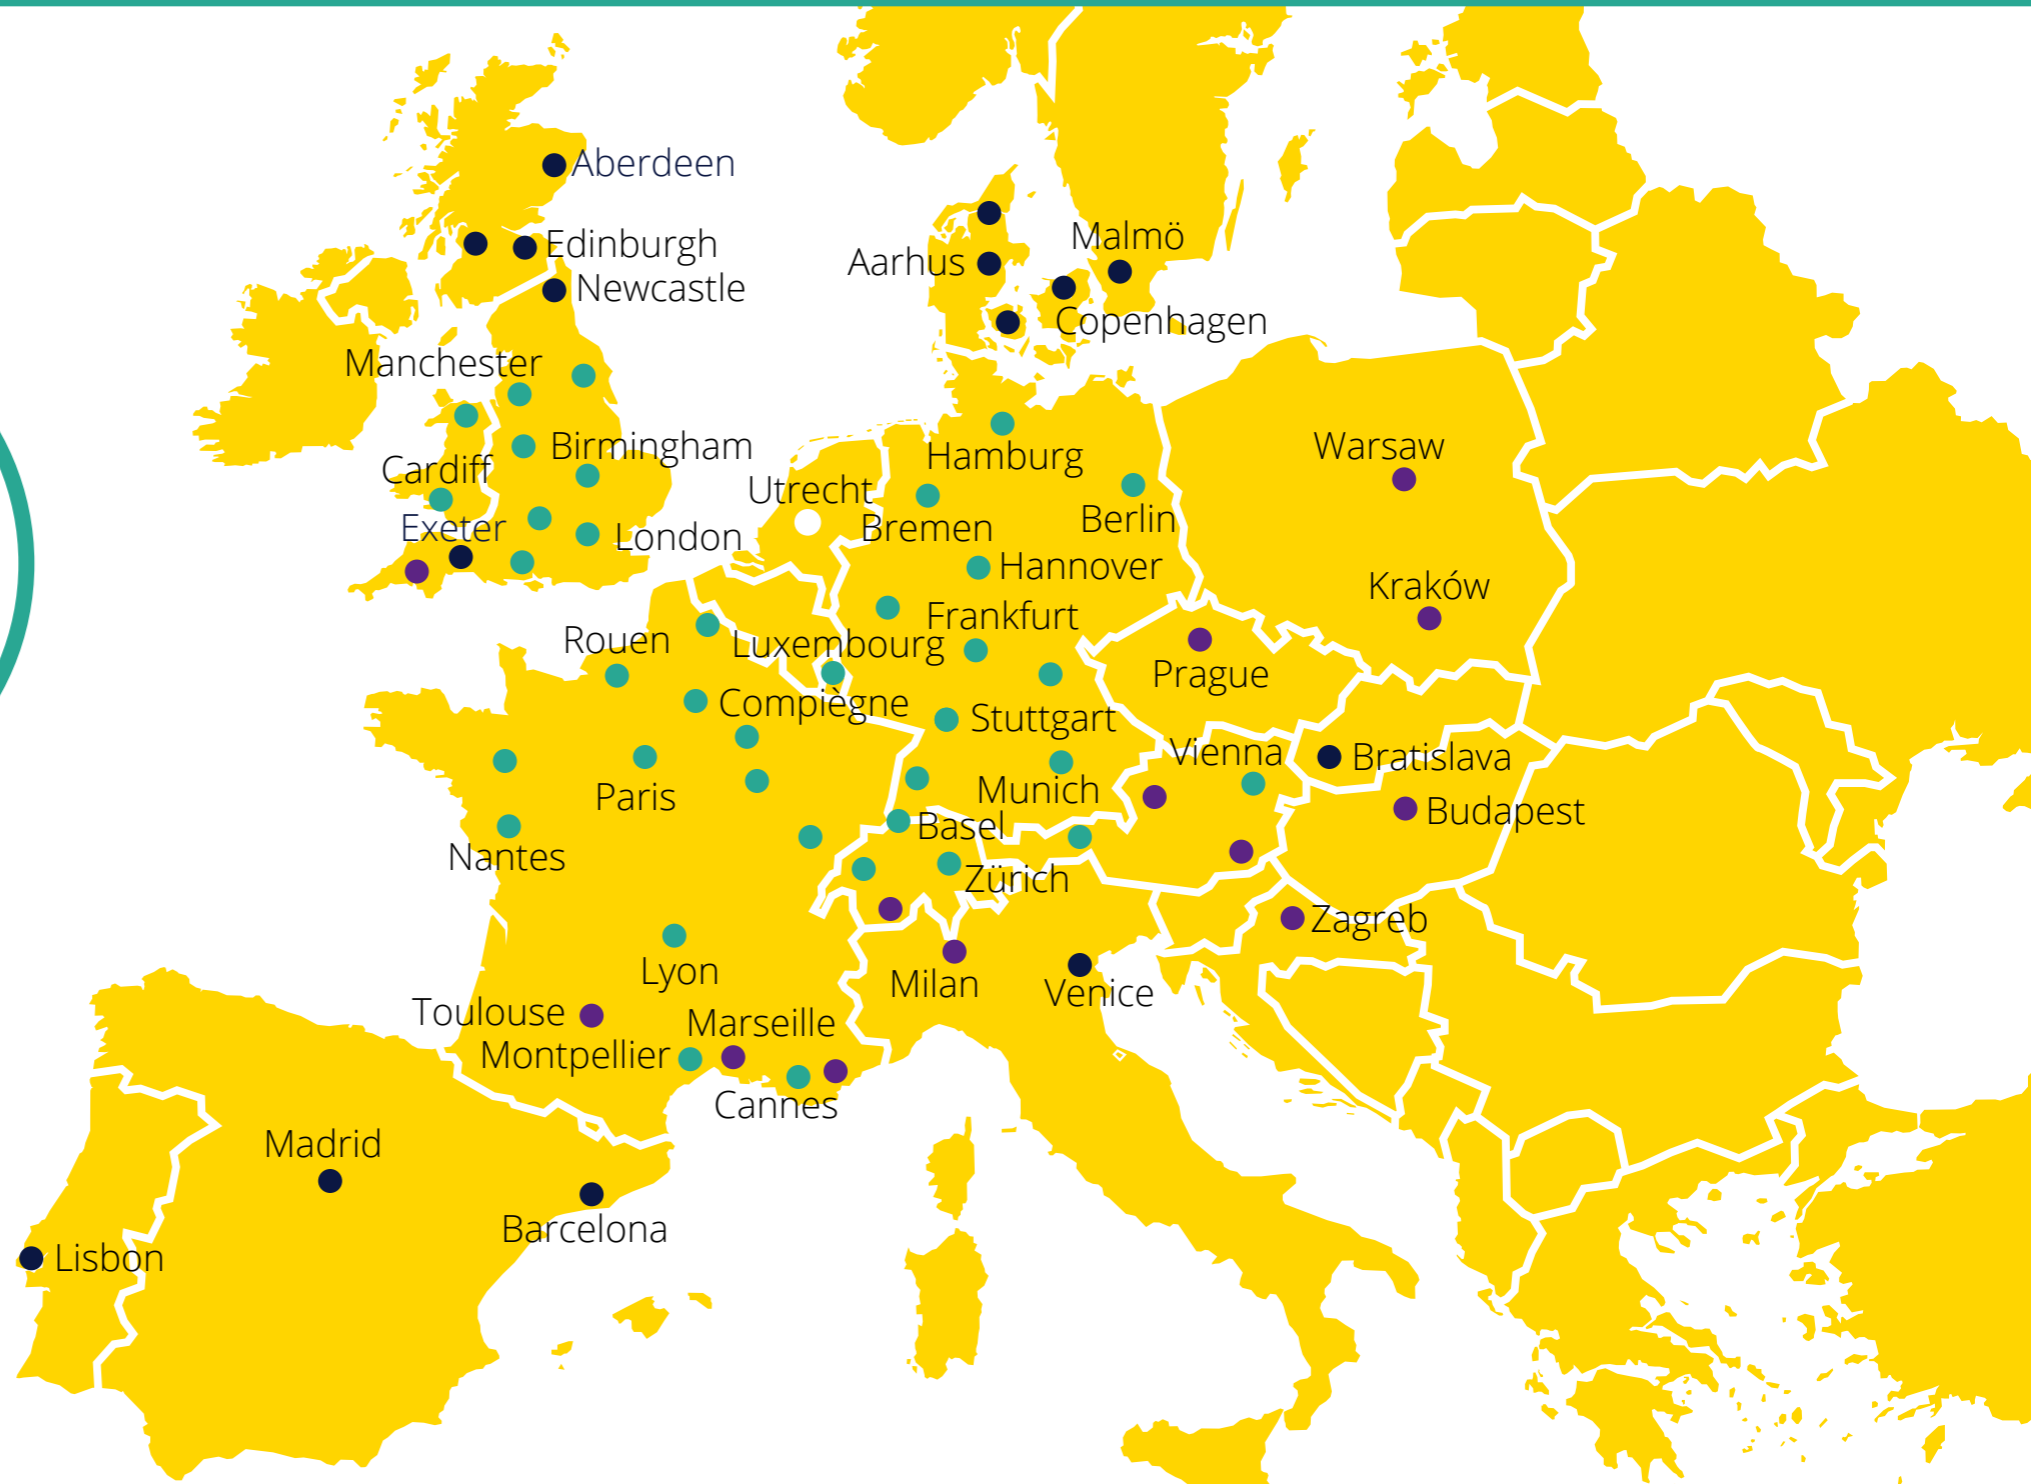 Aberdeen
Edinburgh
Newcastle
Malmö
Aarhus
Copenhagen
Manchester
Birmingham
Cardiff
Exeter
London
Utrecht
Hamburg
Bremen
Berlin
Hannover
Warsaw
Kraków
Frankfurt
Rouen
Luxembourg
Compiègne
Prague
Stuttgart
Vienna
Bratislava
Paris
Munich
Budapest
Basel
Nantes
Zürich
Zagreb
Lyon
Milan
Venice
Toulouse
Marseille
Montpellier
Cannes
Madrid
Barcelona
Lisbon